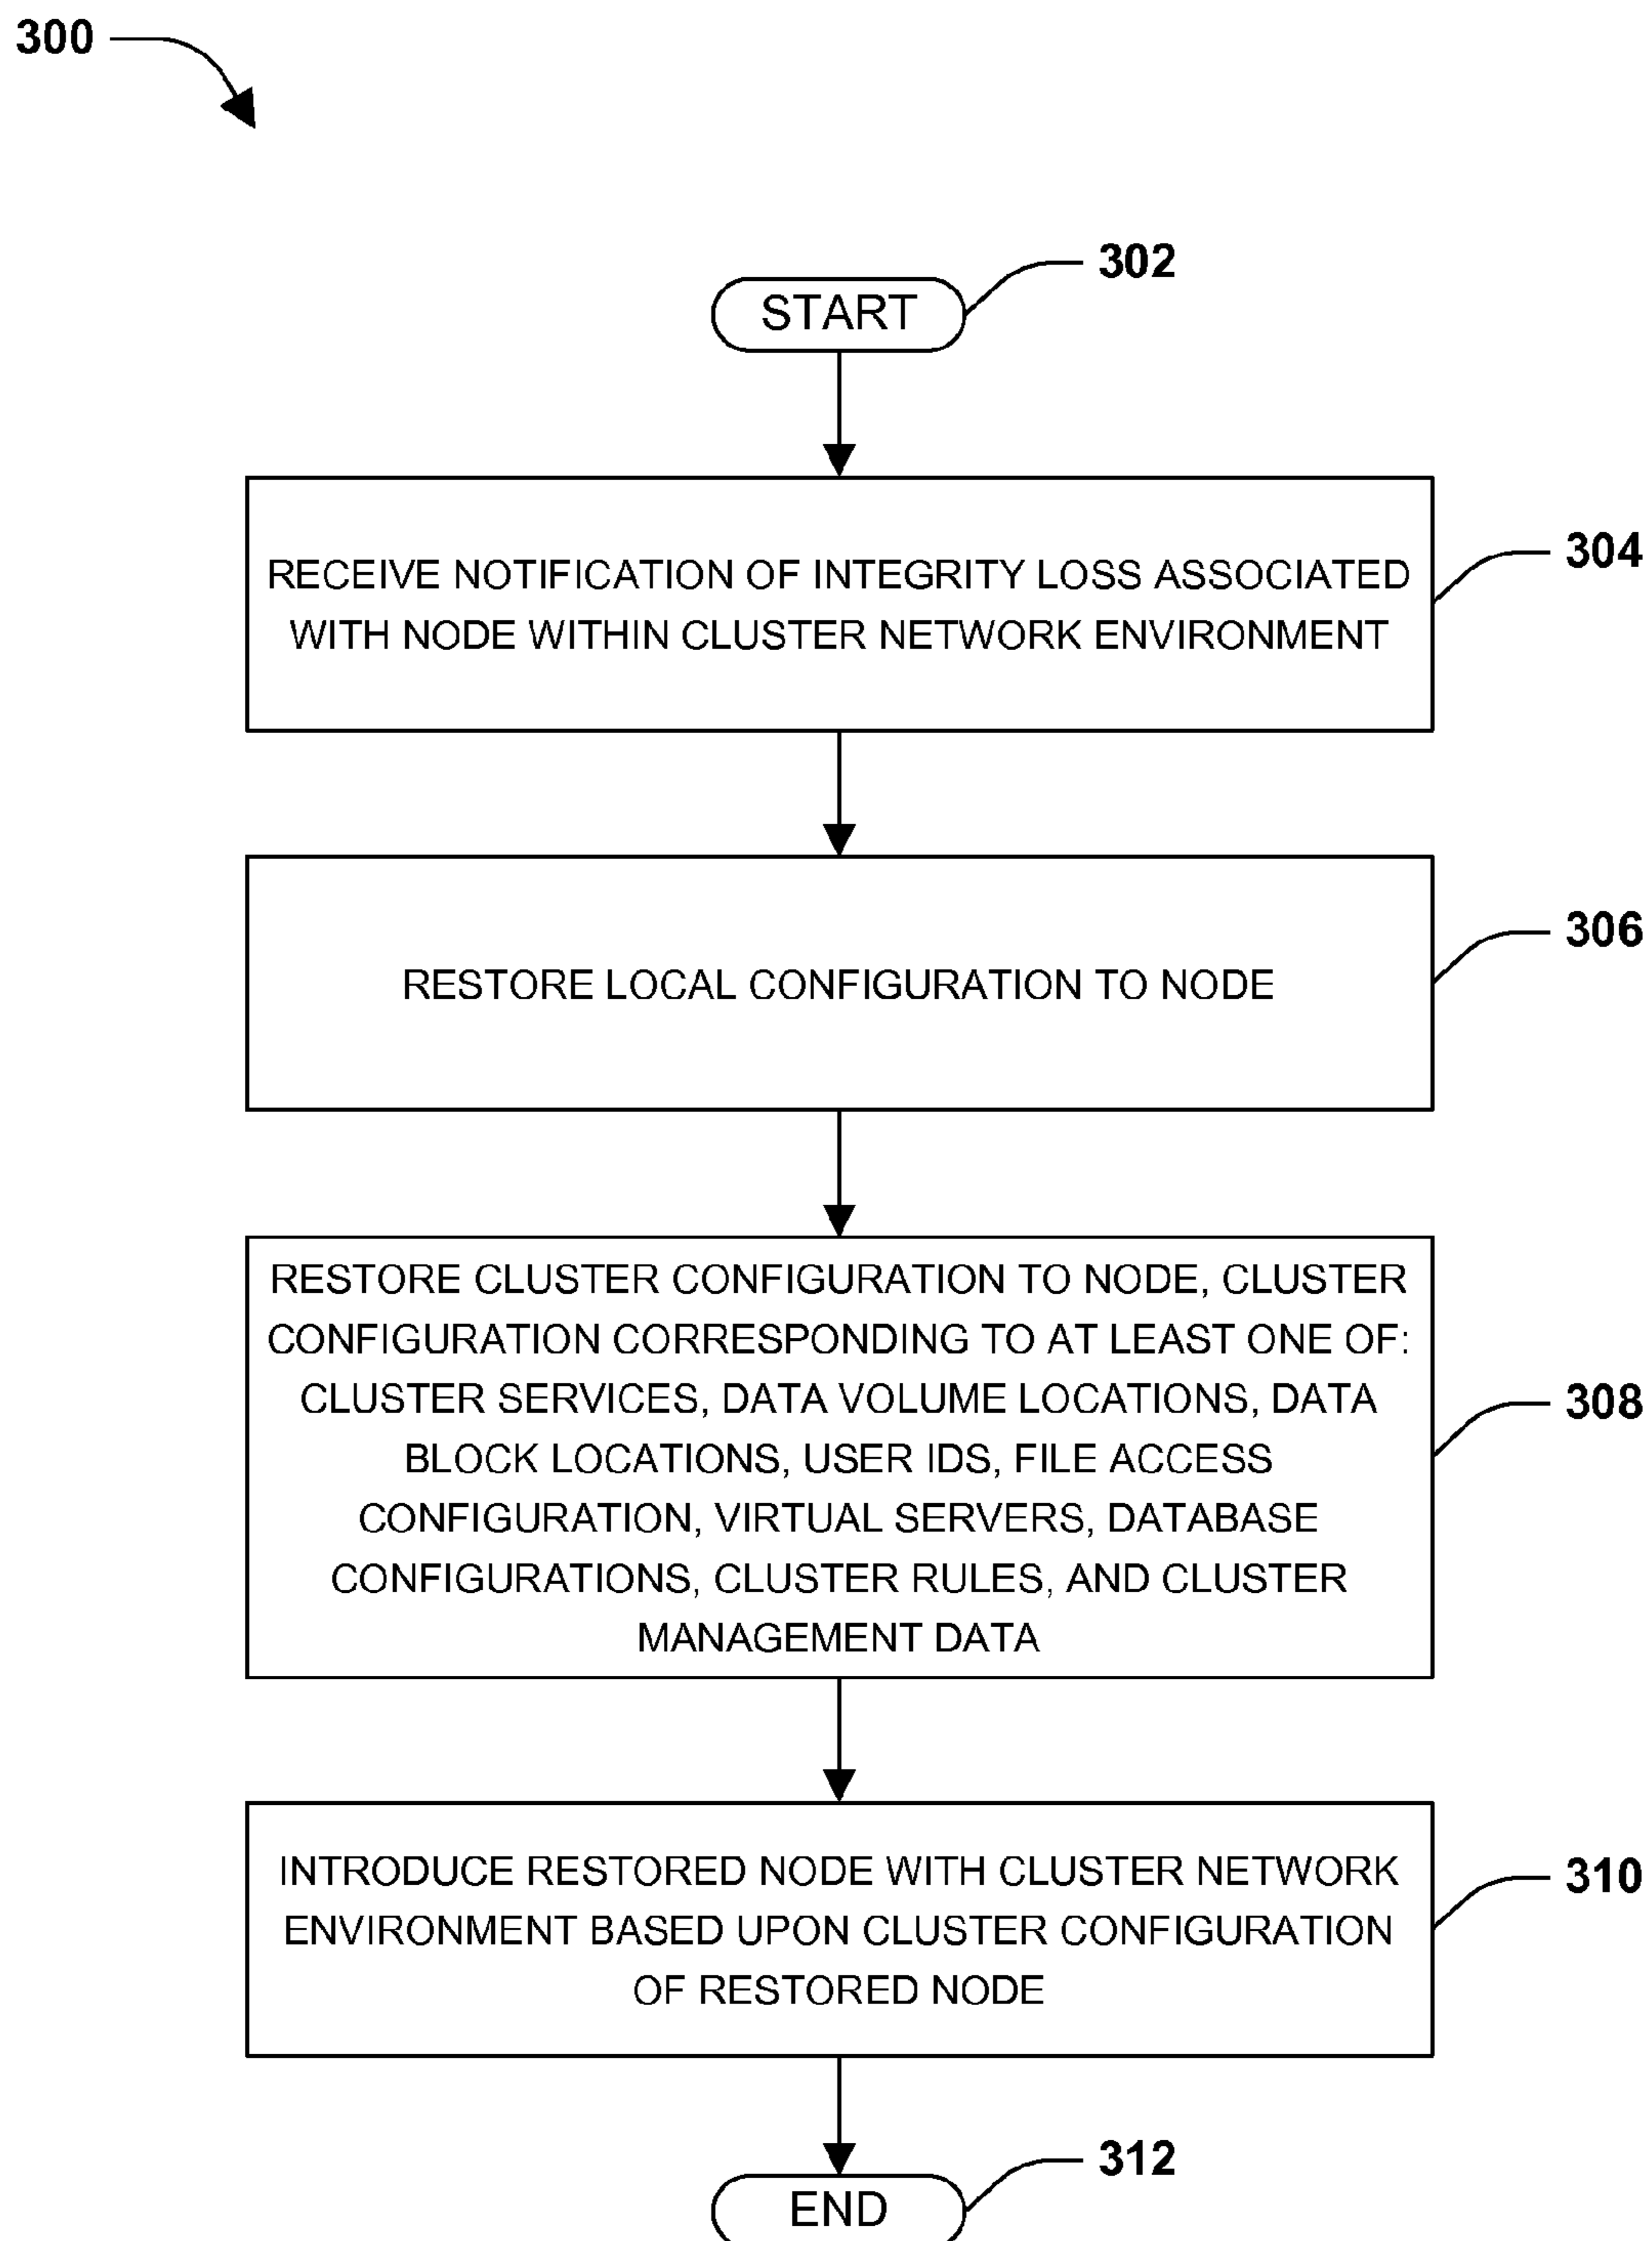 300
302
START
304
RECEIVE NOTIFICATION OF INTEGRITY LOSS ASSOCIATED
WITH NODE WITHIN CLUSTER NETWORK ENVIRONMENT
306
RESTORE LOCAL CONFIGURATION TO NODE
RESTORE CLUSTER CONFIGURATION TO NODE, CLUSTER
CONFIGURATION CORRESPONDING TO AT LEAST ONE OF:
CLUSTER SERVICES, DATA VOLUME LOCATIONS, DATA
308
BLOCK LOCATIONS, USER IDS, FILE ACCESS
CONFIGURATION, VIRTUAL SERVERS, DATABASE
CONFIGURATIONS, CLUSTER RULES, AND CLUSTER
MANAGEMENT DATA
310
INTRODUCE RESTORED NODE WITH CLUSTER NETWORK
ENVIRONMENT BASED UPON CLUSTER CONFIGURATION
OF RESTORED NODE
312
END